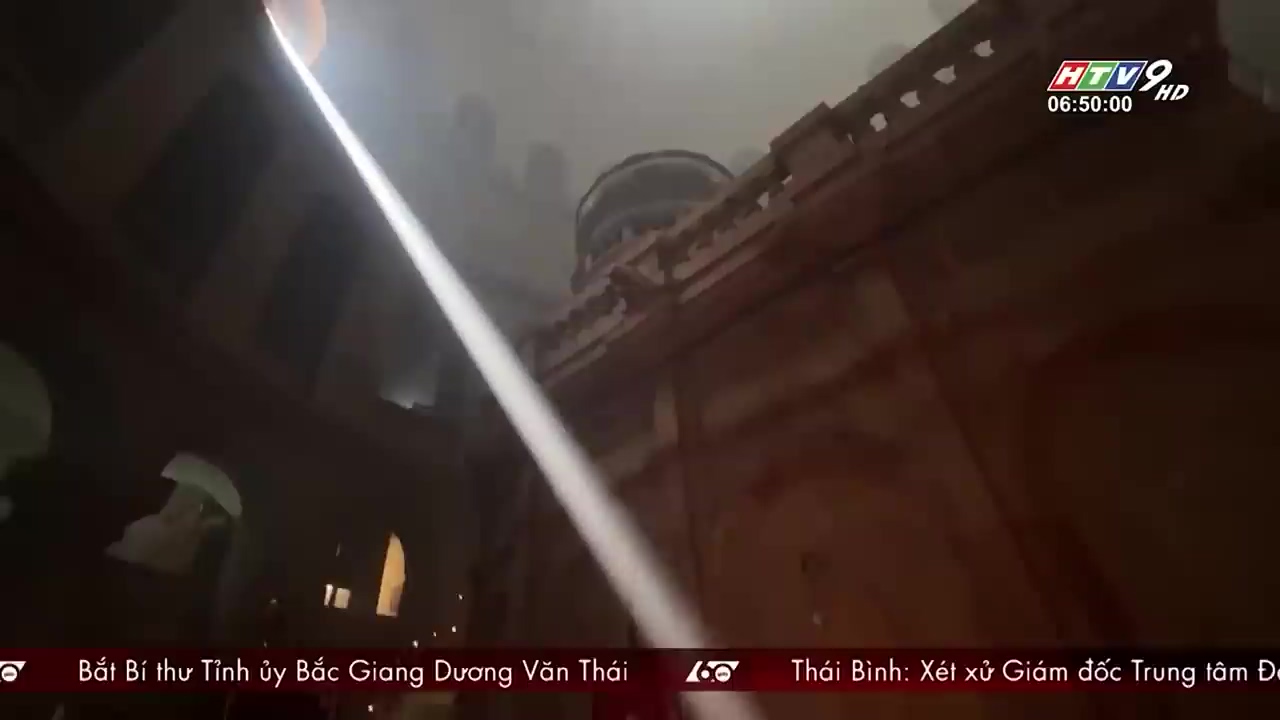 HTV9 HD
06:50:00
Bắt Bí thư Tỉnh ủy Bắc Giang Dương Văn Thái
60 Thái Bình: Xét xử Giám đốc Trung tâm